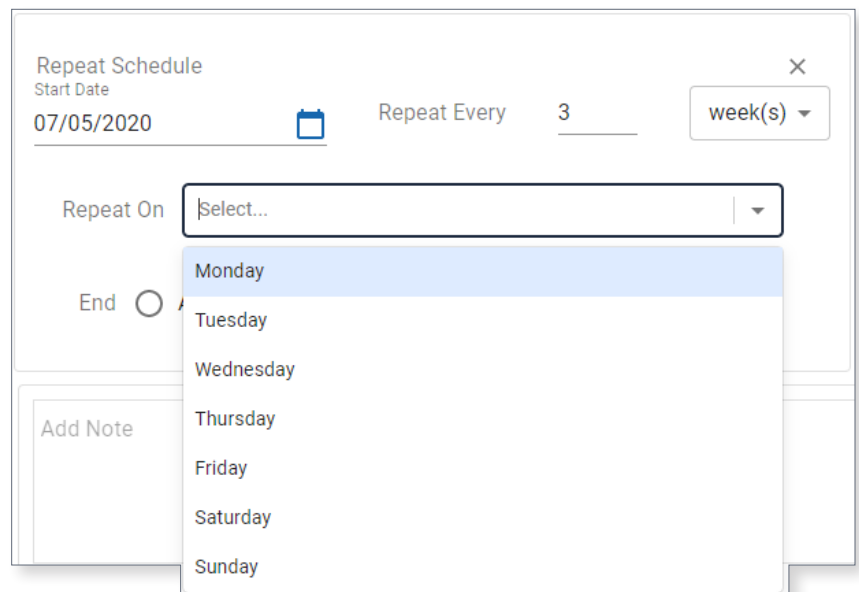 Repeat Schedule
Start Date
07/05/2020
Repeat Every 3 week(s)
Repeat On Select...
Monday
End
Tuesday
Wednesday
Thursday
Add Note
Friday
Saturday
Sunday